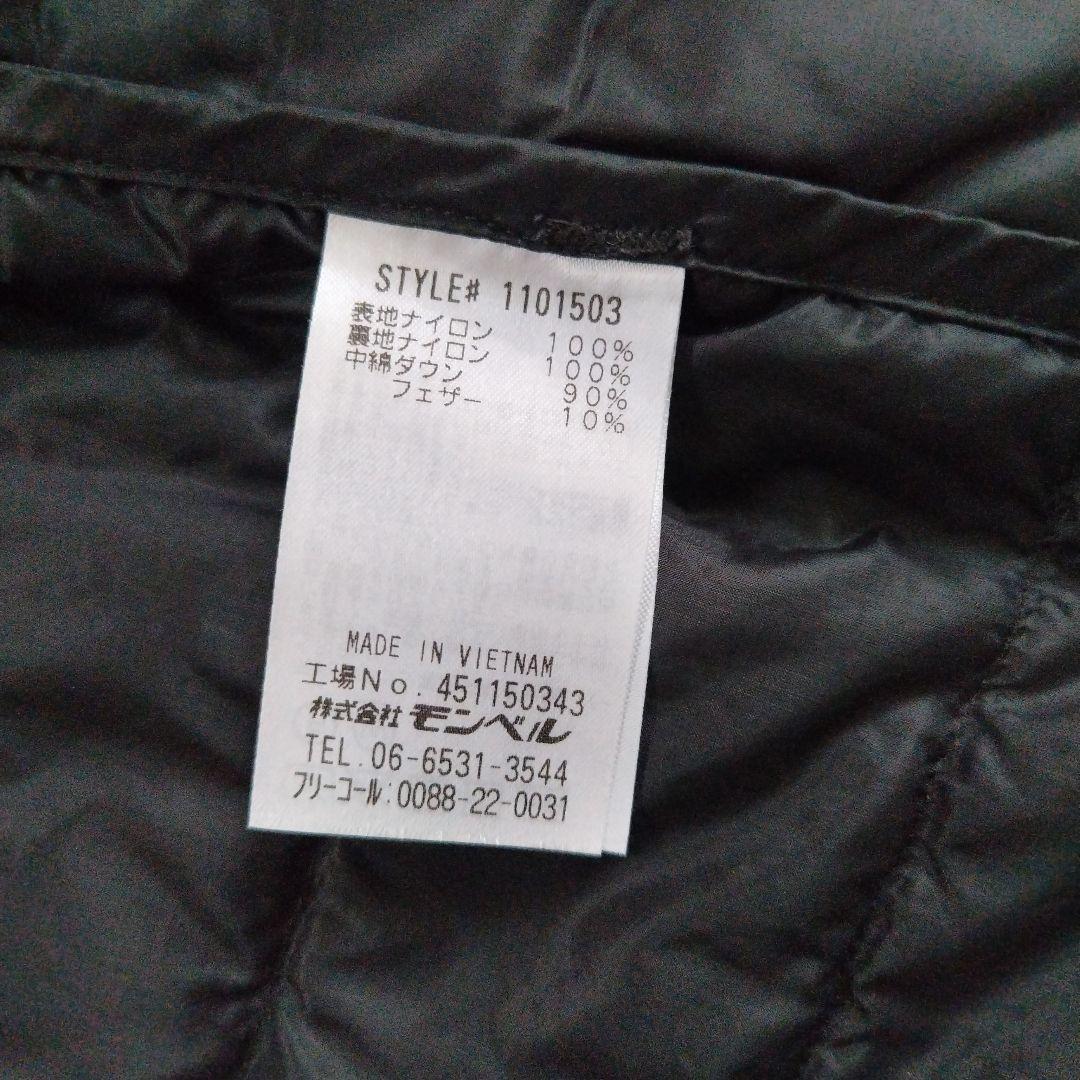 STYLE# 1101503
表地ナイロン 100%
裏地ナイロン 100%
中綿ダウン 90%
フェザー 10%
MADE IN VIETNAM
工場No. 451150343
株式会社 モンベル
TEL. 06-6531-3544
フリーコール:0088-22-0031